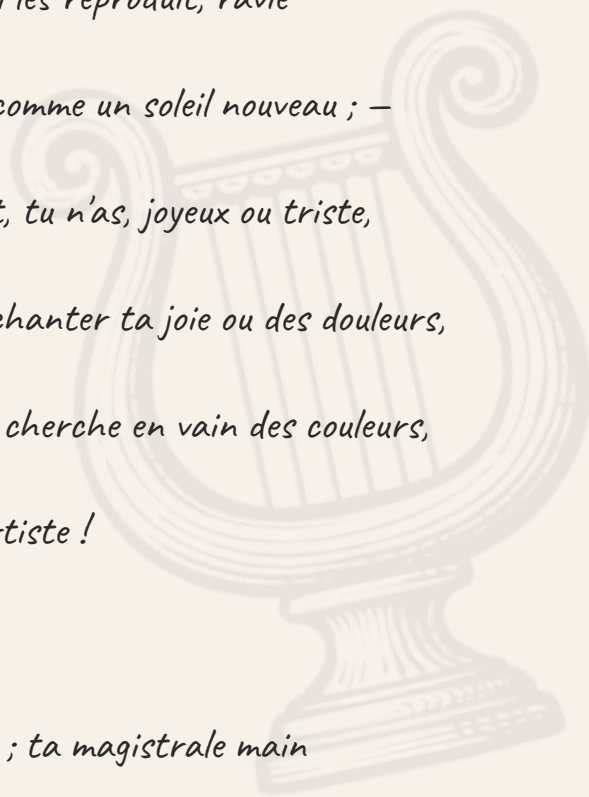 les reproduit, ravie
comme un soleil nouveau ; —
, tu n'as, joyeux ou triste,
chanter ta joie ou des douleurs,
cherche en vain des couleurs,
rtiste !
; ta magistrale main